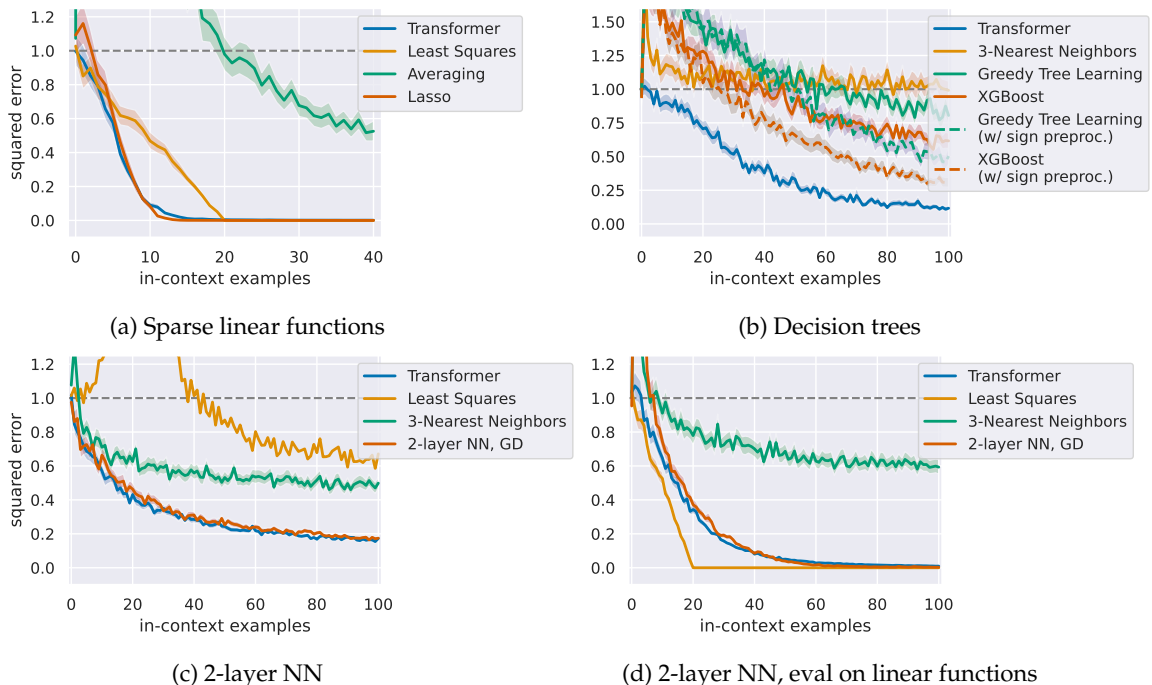 squared error
1.0
0.8
0.6
0.4
0.2
0.0
0 10 20 30 40
in-context examples
Transformer
Least Squares
Averaging
Lasso
(a) Sparse linear functions
1.50
1.25
1.00
0.75
0.50
0.25
0.00
0 20 40 60 80 100
in-context examples
Transformer
3-Nearest Neighbors
Greedy Tree Learning
XGBoost
Greedy Tree Learning
(w/ sign preproc.)
XGBoost
(w/ sign preproc.)
(b) Decision trees
squared error
1.2
1.0
0.8
0.6
0.4
0.2
0.0
0 20 40 60 80 100
in-context examples
Transformer
Least Squares
3-Nearest Neighbors
2-layer NN, GD
(c) 2-layer NN
1.2
1.0
0.8
0.6
0.4
0.2
0.0
0 20 40 60 80 100
in-context examples
Transformer
Least Squares
3-Nearest Neighbors
2-layer NN, GD
(d) 2-layer NN, eval on linear functions